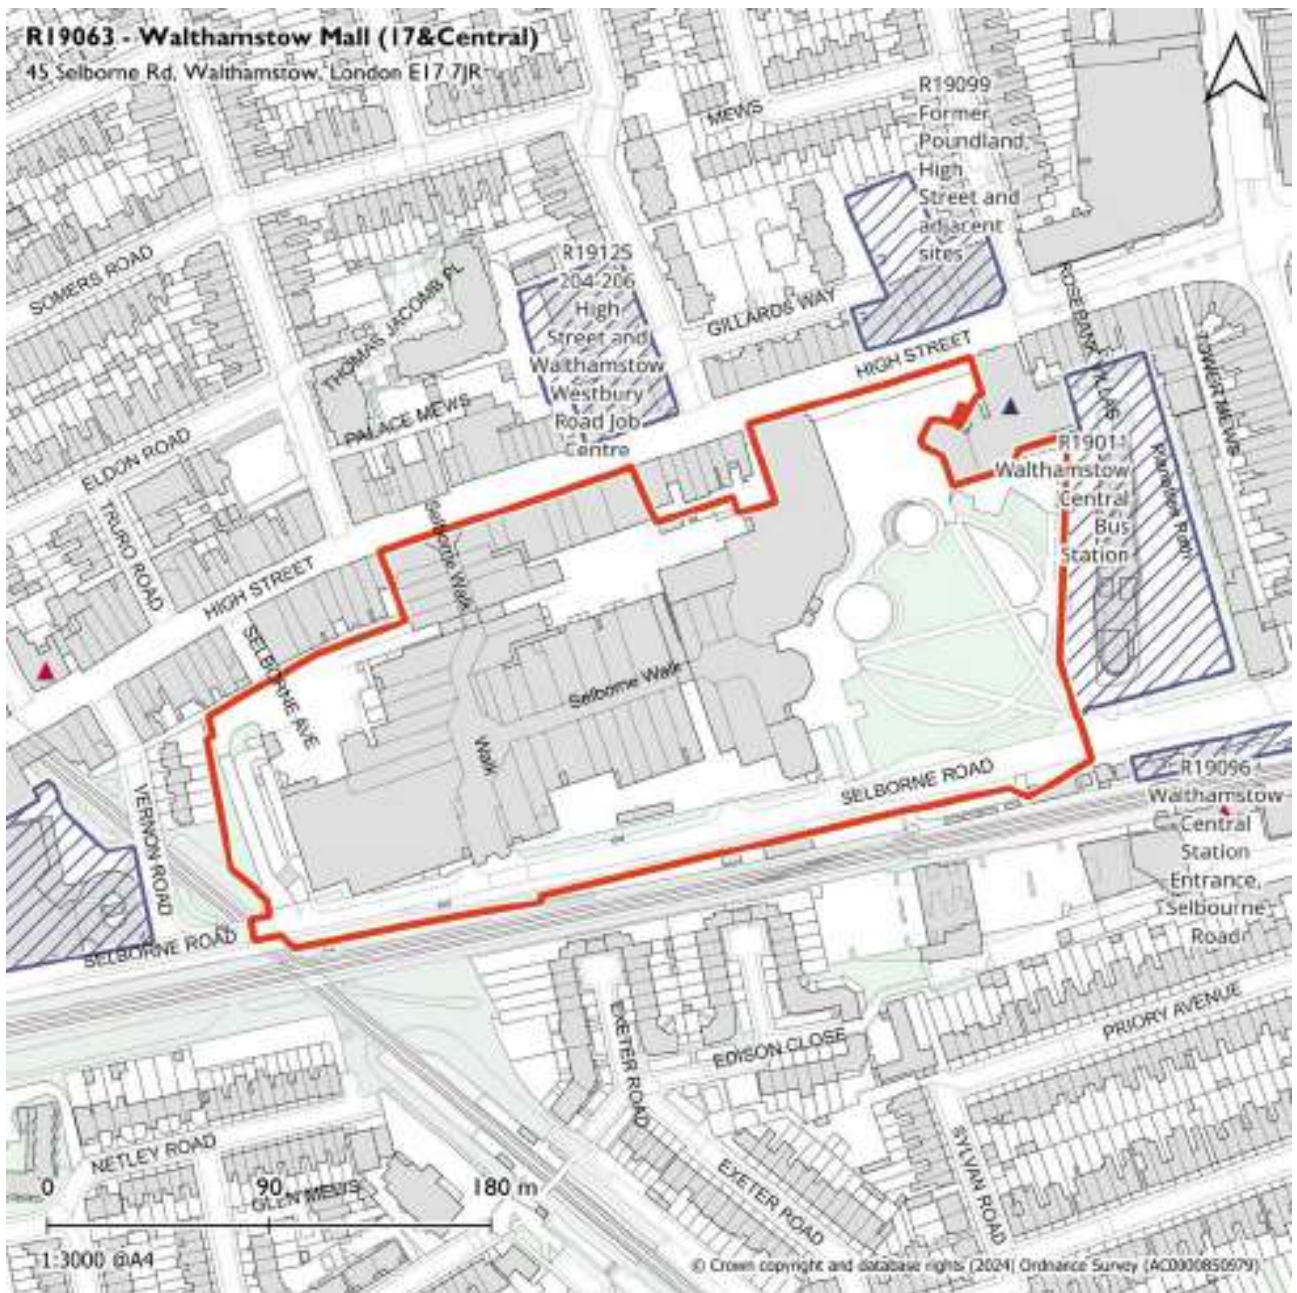 R19063 - Walthamstow Mall (17&Central)
45 Selborne Rd, Walthamstow, London E17 7JR
MEWS
R19099
Former
Poundland,
High
Street and
adjacent
sites
SOMERS ROAD
THOMAS JACOMB PL
R19125
204-206
High
Street and
Walthamstow
Westbury
Road Job
Centre
GILLARDS WAY
HIGH STREET
ROSEBANK VILLAS
TOWER MEWS
PALACE MEWS
ELDON ROAD
TRURO ROAD
R19011
Walthamstow
Central
Bus
Station
Selborne Walk
HIGH STREET
SELBORNE AVE
Selborne Walk
Walk
VERNON ROAD
SELBORNE ROAD
R19096
Walthamstow
Central
Station
Entrance,
Selbourne
Road
SELBORNE ROAD
EXETER ROAD
EDISON CLOSE
PRIORY AVENUE
NETLEY ROAD
GLEN MEWS
EXETER ROAD
SYLVAN ROAD
0 90 180 m
1:3000 @A4
© Crown copyright and database rights (2024) Ordnance Survey (AC0000850979)